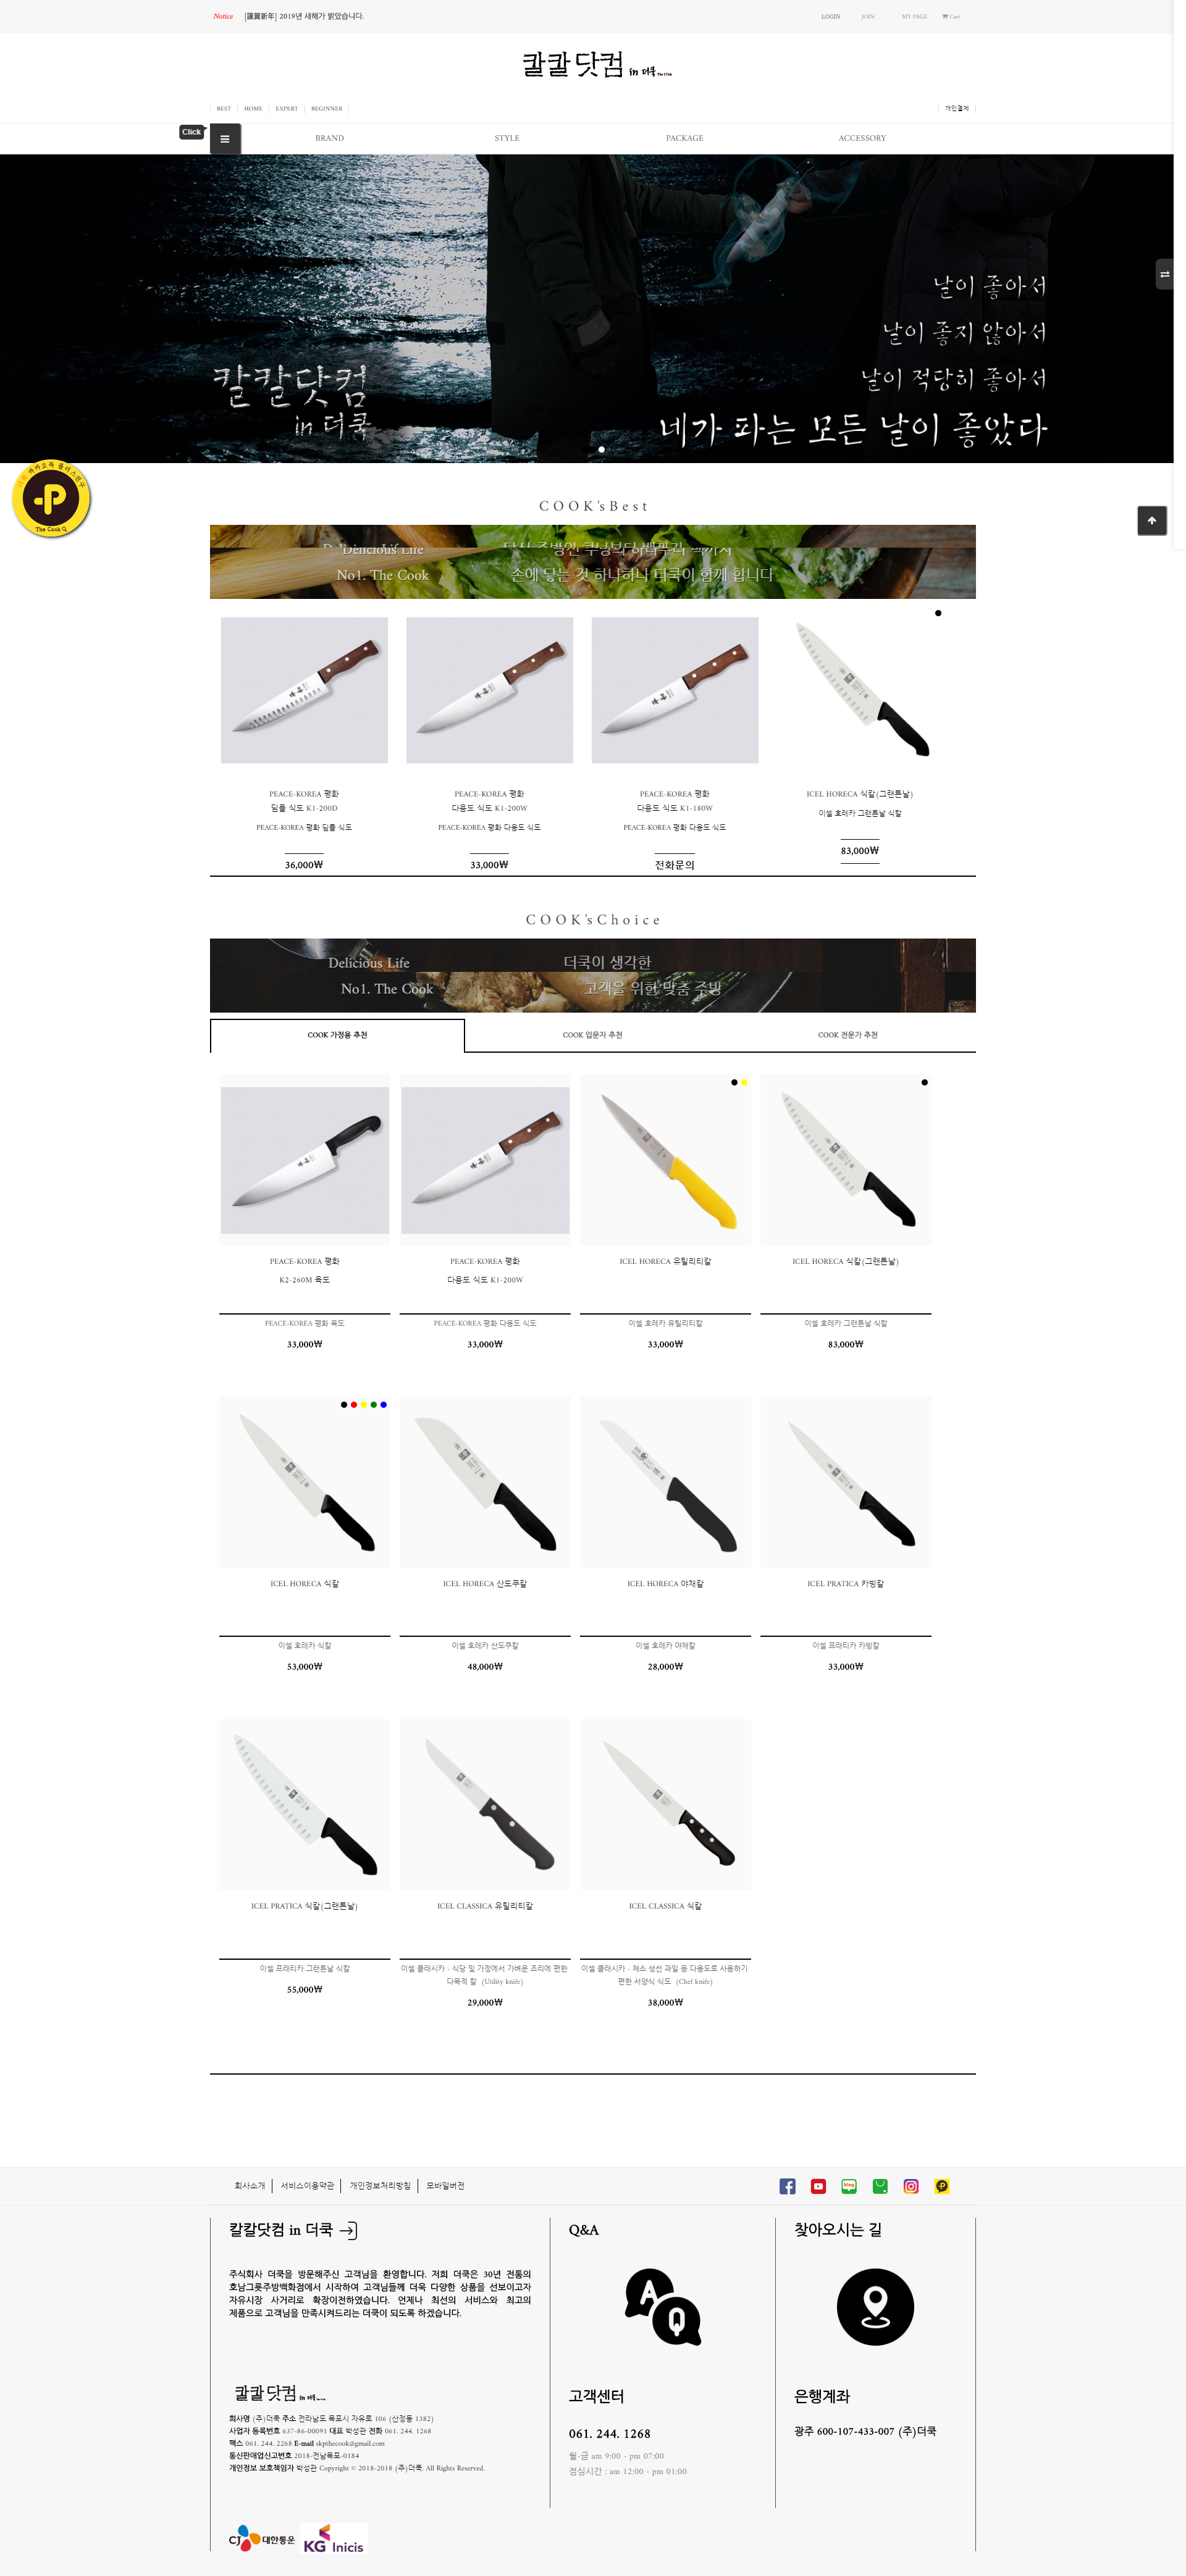 Notice [謹賀新年] 2019년 새해가 밝았습니다.
LOGIN JOIN MY PAGE Cart
칼칼닷컴 in 더쿡 The Cook
BEST HOME EXPERT BEGINNER 개인결제
Click
BRAND STYLE PACKAGE ACCESSORY
날이 좋아서
날이 좋지 않아서
날이 적당히 좋아서
네가 파는 모든 날이 좋았다
칼칼닷컴
in 더쿡
더쿡 카카오톡 플러스친구
The Cook
COOK'sBest
Delicious Life
No1. The Cook 손에 닿는 것 하나하나 더쿡이 함께 합니다
PEACE-KOREA 평화
딤플 식도 K1-200D
PEACE-KOREA 평화 딤플 식도
36,000₩
PEACE-KOREA 평화
다용도 식도 K1-200W
PEACE-KOREA 평화 다용도 식도
33,000₩
PEACE-KOREA 평화
다용도 식도 K1-180W
PEACE-KOREA 평화 다용도 식도
전화문의
ICEL HORECA 식칼(그랜톤날)
이셀 호레카 그랜톤날 식칼
83,000₩
COOK'sChoice
Delicious Life 더쿡이 생각한
No1. The Cook 고객을 위한 맞춤 주방
COOK 가정용 추천 COOK 입문자 추천 COOK 전문가 추천
PEACE-KOREA 평화
K2-260M 육도
PEACE-KOREA 평화 육도
33,000₩
PEACE-KOREA 평화
다용도 식도 K1-200W
PEACE-KOREA 평화 다용도 식도
33,000₩
ICEL HORECA 유틸리티칼
이셀 호레카 유틸리티칼
33,000₩
ICEL HORECA 식칼(그랜톤날)
이셀 호레카 그랜톤날 식칼
83,000₩
ICEL HORECA 식칼
이셀 호레카 식칼
53,000₩
ICEL HORECA 산도쿠칼
이셀 호레카 산도쿠칼
48,000₩
ICEL HORECA 야채칼
이셀 호레카 야채칼
28,000₩
ICEL PRATICA 카빙칼
이셀 프래티카 카빙칼
33,000₩
ICEL PRATICA 식칼(그랜톤날)
이셀 프래티카 그랜톤날 식칼
55,000₩
ICEL CLASSICA 유틸리티칼
이셀 클래시카 - 식당 및 가정에서 가벼운 조리에 편한
다목적 칼 (Utility knife)
29,000₩
ICEL CLASSICA 식칼
이셀 클래시카 - 채소 생선 과일 등 다용도로 사용하기
편한 서양식 식도 (Chef knife)
38,000₩
회사소개 서비스이용약관 개인정보처리방침 모바일버전
blog
칼칼닷컴 in 더쿡
주식회사 더쿡을 방문해주신 고객님을 환영합니다. 저희 더쿡은 30년 전통의
호남그릇주방백화점에서 시작하여 고객님들께 더욱 다양한 상품을 선보이고자
자유시장 사거리로 확장이전하였습니다. 언제나 최선의 서비스와 최고의
제품으로 고객님을 만족시켜드리는 더쿡이 되도록 하겠습니다.
칼칼닷컴 in 더쿡
회사명 (주)더쿡 주소 전라남도 목포시 자유로 106 (산정동 1382)
사업자 등록번호 637-86-00091 대표 박성관 전화 061. 244. 1268
팩스 061. 244. 2268 E-mail skpthecook@gmail.com
통신판매업신고번호 2018-전남목포-0184
개인정보 보호책임자 박성관 Copyright © 2018-2018 (주)더쿡. All Rights Reserved.
CJ 대한통운 KG Inicis
Q&A
A Q
고객센터
061. 244. 1268
월-금 am 9:00 - pm 07:00
점심시간 : am 12:00 - pm 01:00
찾아오시는 길
은행계좌
광주 600-107-433-007 (주)더쿡